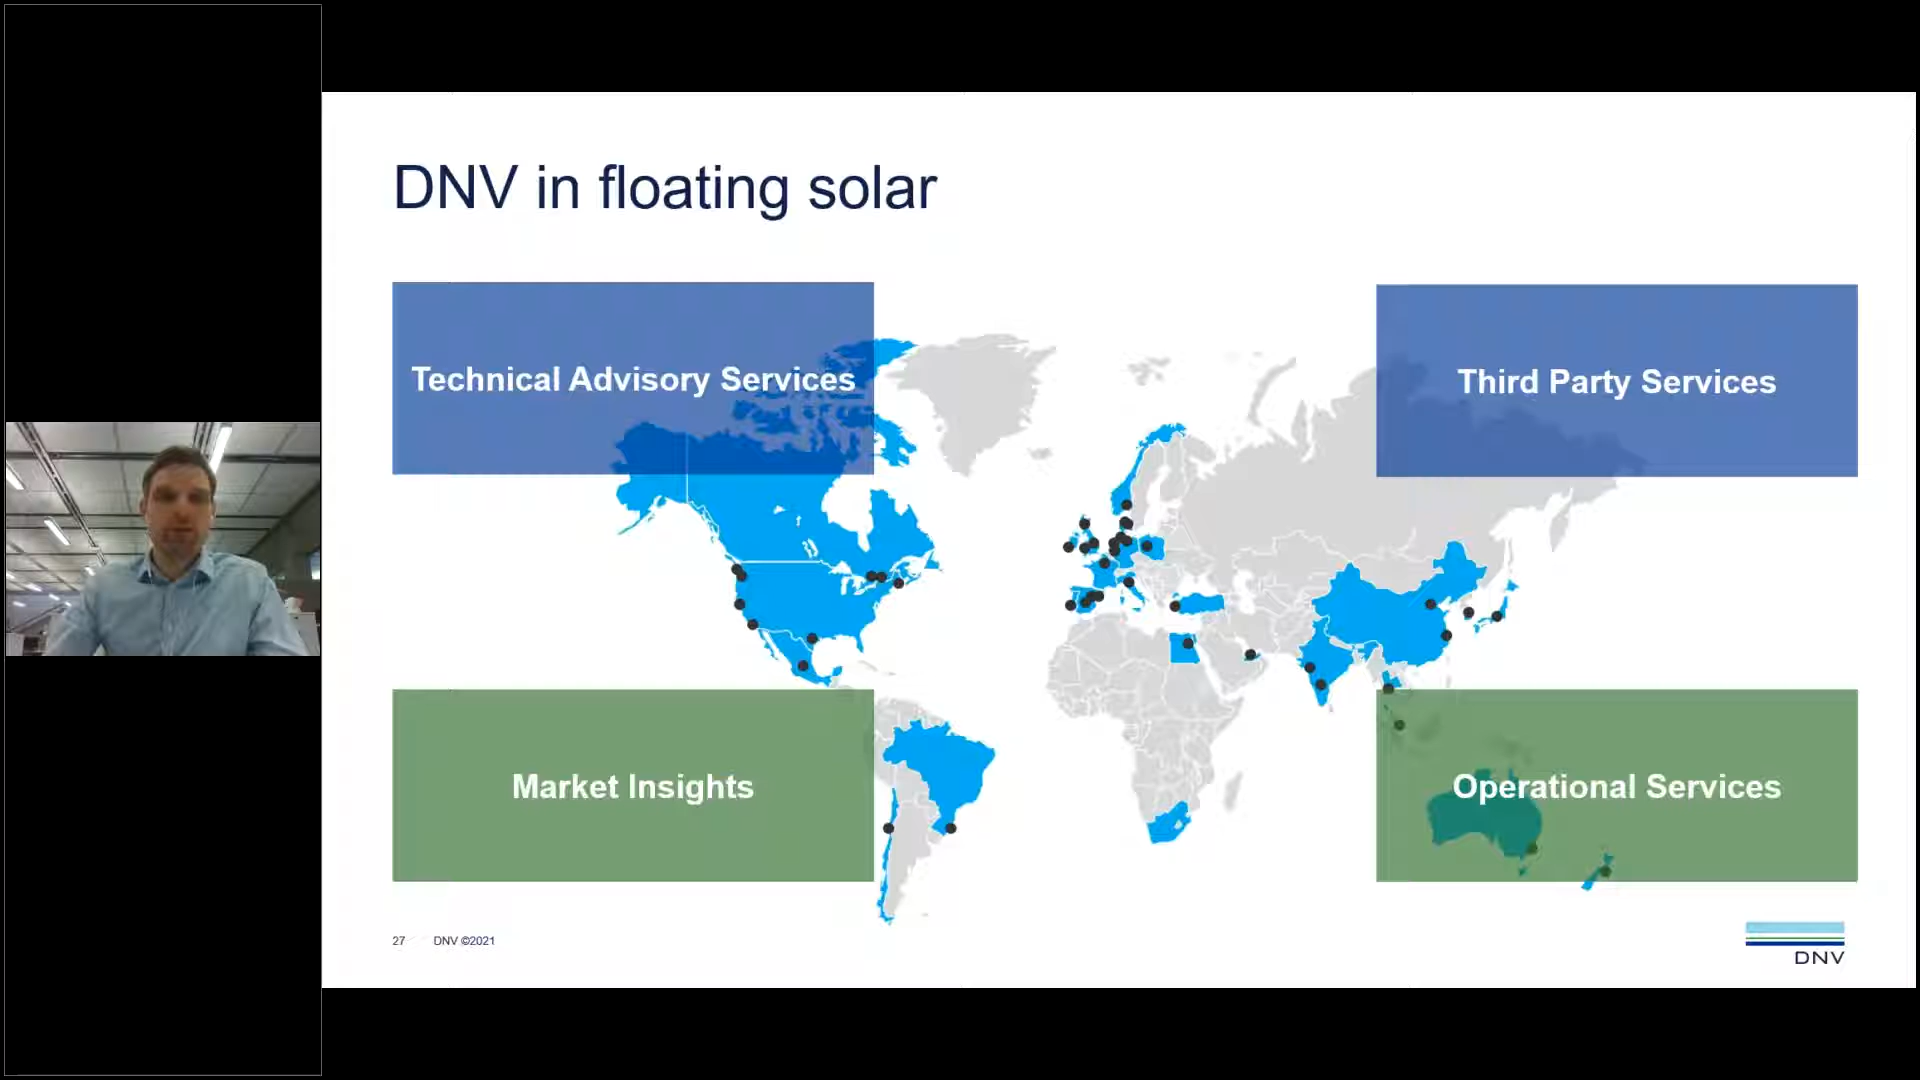 DNV in floating solar
Technical Advisory Services
Third Party Services
Market Insights
Operational Services
27 DNV ©2021
DNV